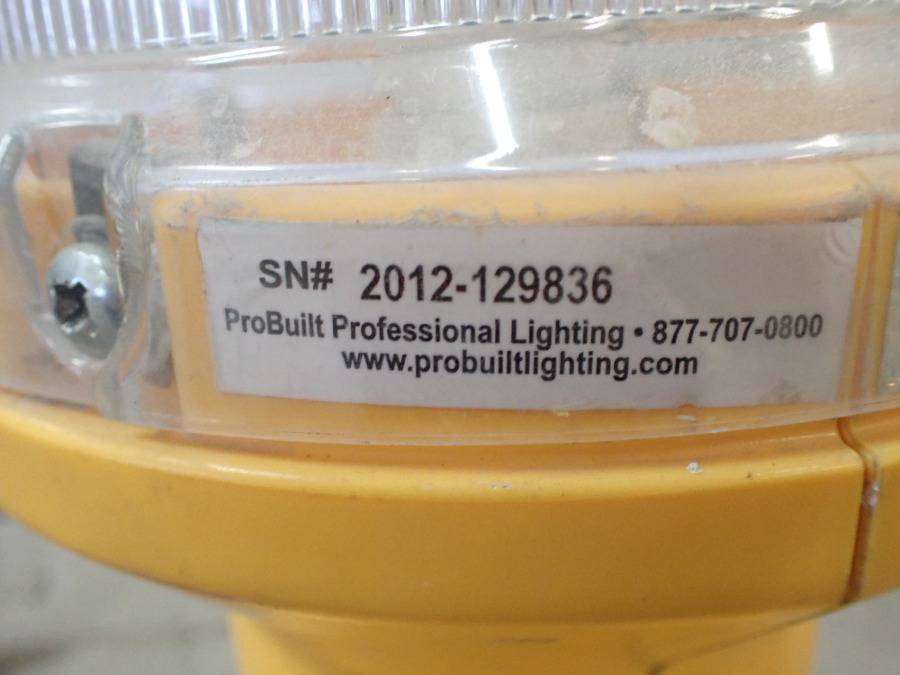 SN# 2012-129836
ProBuilt Professional Lighting • 877-707-0800
www.probuiltlighting.com